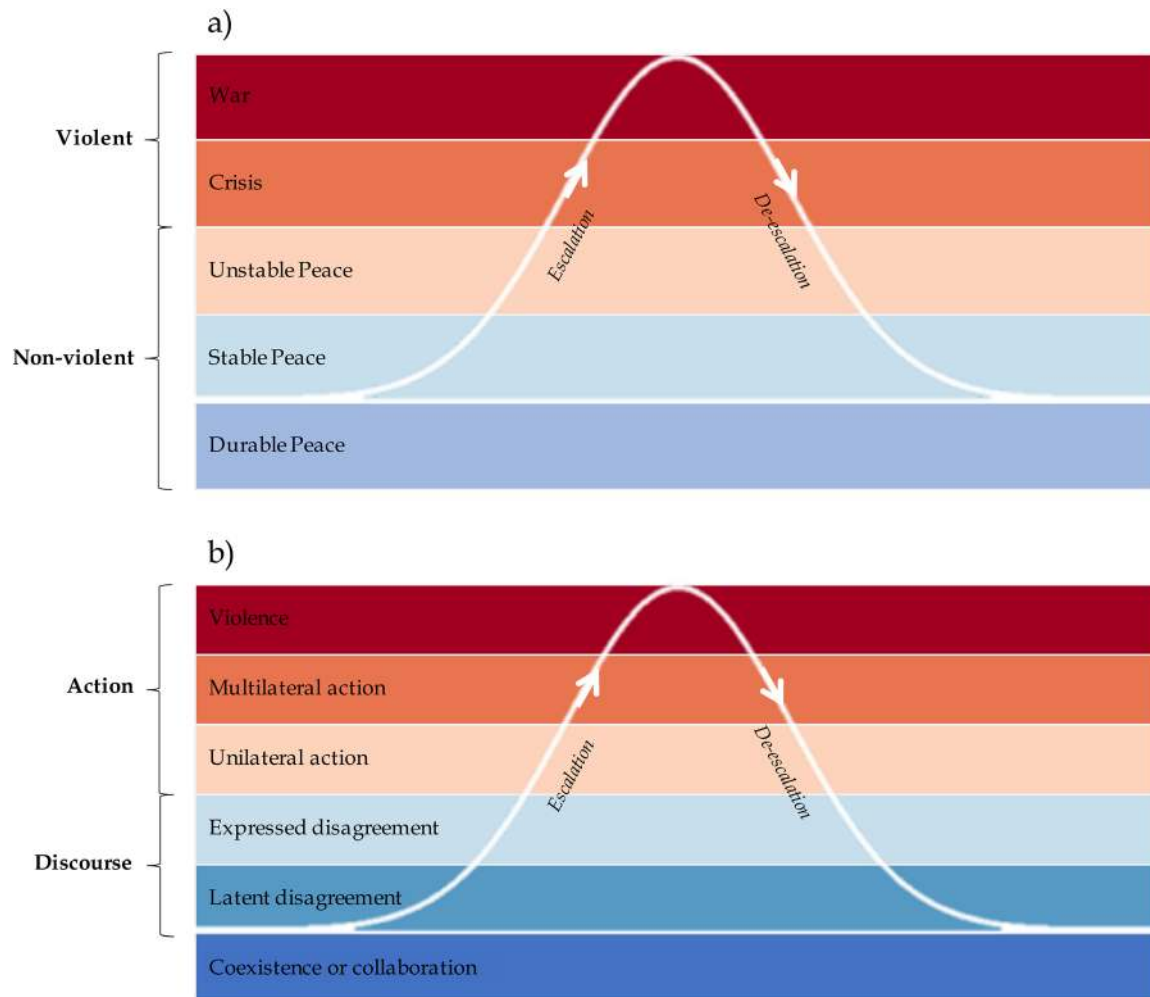 a)
War
Violent
Crisis
Escalation
De-escalation
Unstable Peace
Non-violent
Stable Peace
Durable Peace
b)
Violence
Action
Multilateral action
Unilateral action
Escalation
De-escalation
Expressed disagreement
Discourse
Latent disagreement
Coexistence or collaboration